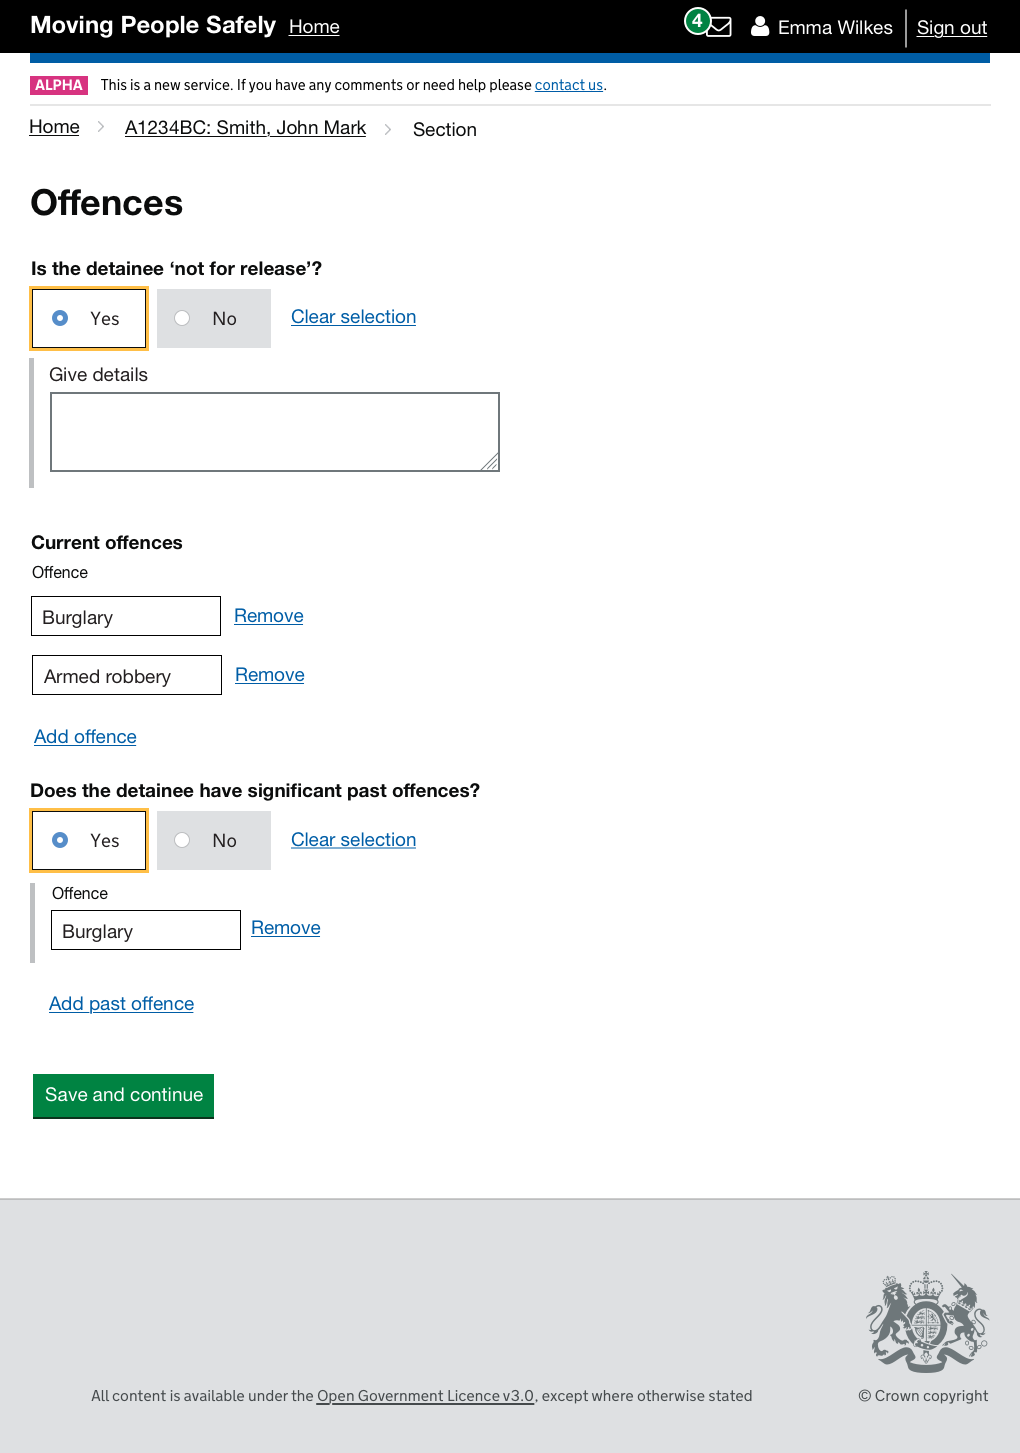 Moving People Safely Home 4 Emma Wilkes Sign out
ALPHA This is a new service. If you have any comments or need help please contact us.
Home A1234BC: Smith, John Mark Section
Offences
Is the detainee ‘not for release’?
Yes No Clear selection
Give details
Current offences
Offence
Burglary Remove
Armed robbery Remove
Add offence
Does the detainee have significant past offences?
Yes No Clear selection
Offence
Burglary Remove
Add past offence
Save and continue
All content is available under the Open Government Licence v3.0, except where otherwise stated © Crown copyright